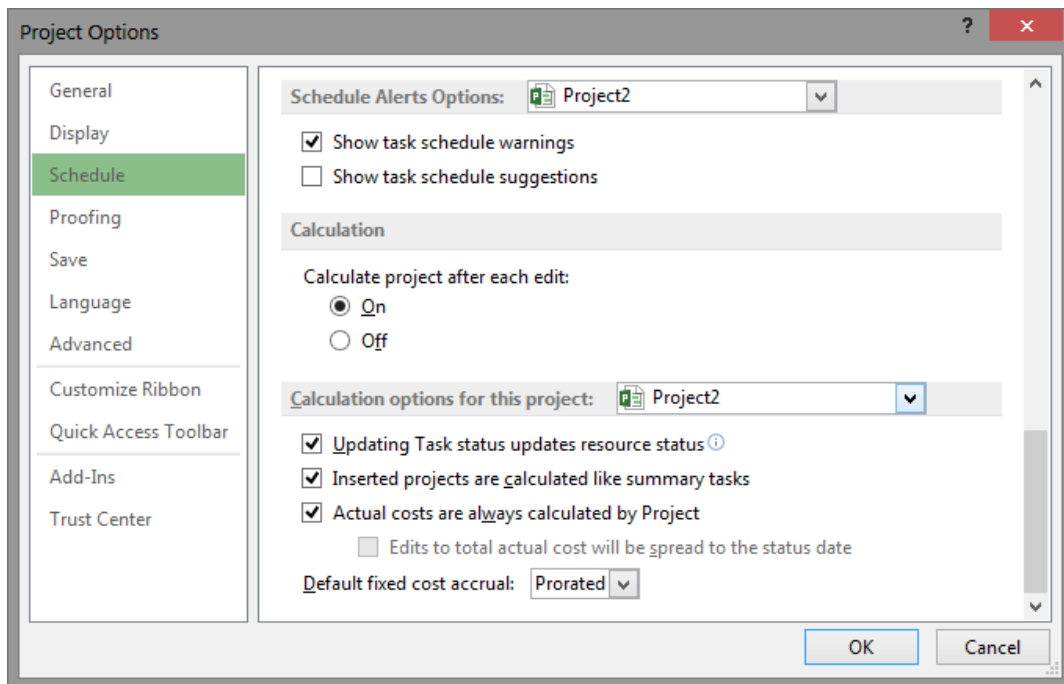 Project Options
?
General
Display
Schedule
Proofing
Save
Language
Advanced
Customize Ribbon
Quick Access Toolbar
Add-Ins
Trust Center
Schedule Alerts Options: Project2
Show task schedule warnings
Show task schedule suggestions
Calculation
Calculate project after each edit:
On
Off
Calculation options for this project: Project2
Updating Task status updates resource status
Inserted projects are calculated like summary tasks
Actual costs are always calculated by Project
Edits to total actual cost will be spread to the status date
Default fixed cost accrual: Prorated
OK Cancel